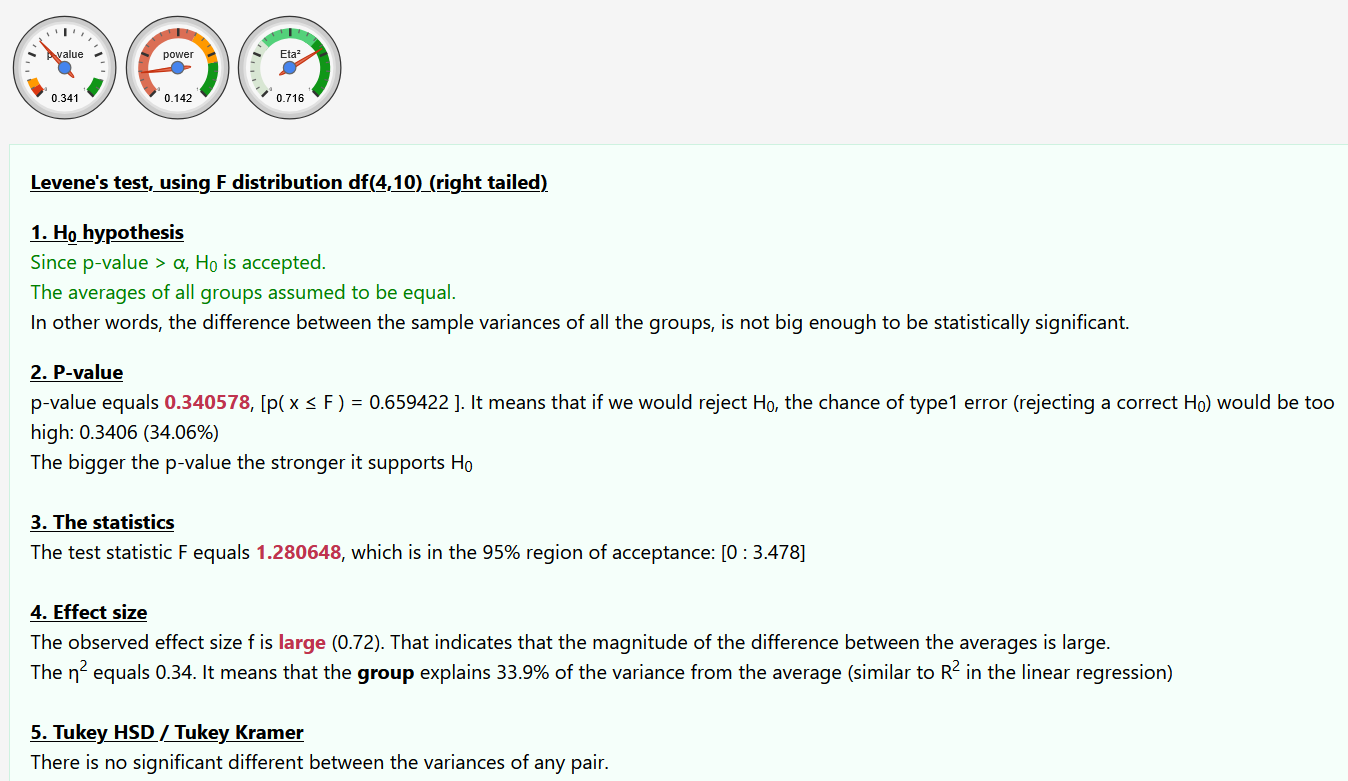 p-value power Eta²
0.341 0.142 0.716
Levene's test, using F distribution df(4,10) (right tailed)
1. H₀ hypothesis
Since p-value > α, H₀ is accepted.
The averages of all groups assumed to be equal.
In other words, the difference between the sample variances of all the groups, is not big enough to be statistically significant.
2. P-value
p-value equals 0.340578, [p( x ≤ F ) = 0.659422 ]. It means that if we would reject H₀, the chance of type1 error (rejecting a correct H₀) would be too
high: 0.3406 (34.06%)
The bigger the p-value the stronger it supports H₀
3. The statistics
The test statistic F equals 1.280648, which is in the 95% region of acceptance: [0 : 3.478]
4. Effect size
The observed effect size f is large (0.72). That indicates that the magnitude of the difference between the averages is large.
The η² equals 0.34. It means that the group explains 33.9% of the variance from the average (similar to R² in the linear regression)
5. Tukey HSD / Tukey Kramer
There is no significant different between the variances of any pair.